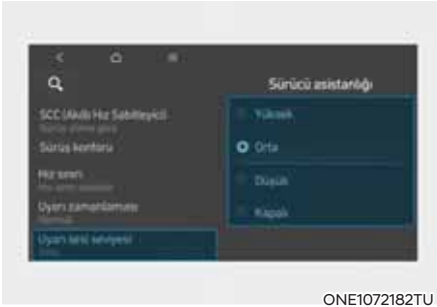 Sürücü asistanlığı
SCC (Akıllı Hız Sabitleyici)
Sürüş konforu
Hız sınırı
Uyarı zamanlaması
Normal
Uyarı sesi seviyesi
Orta
Yüksek
Orta
Düşük
Kapalı
ONE1072182TU